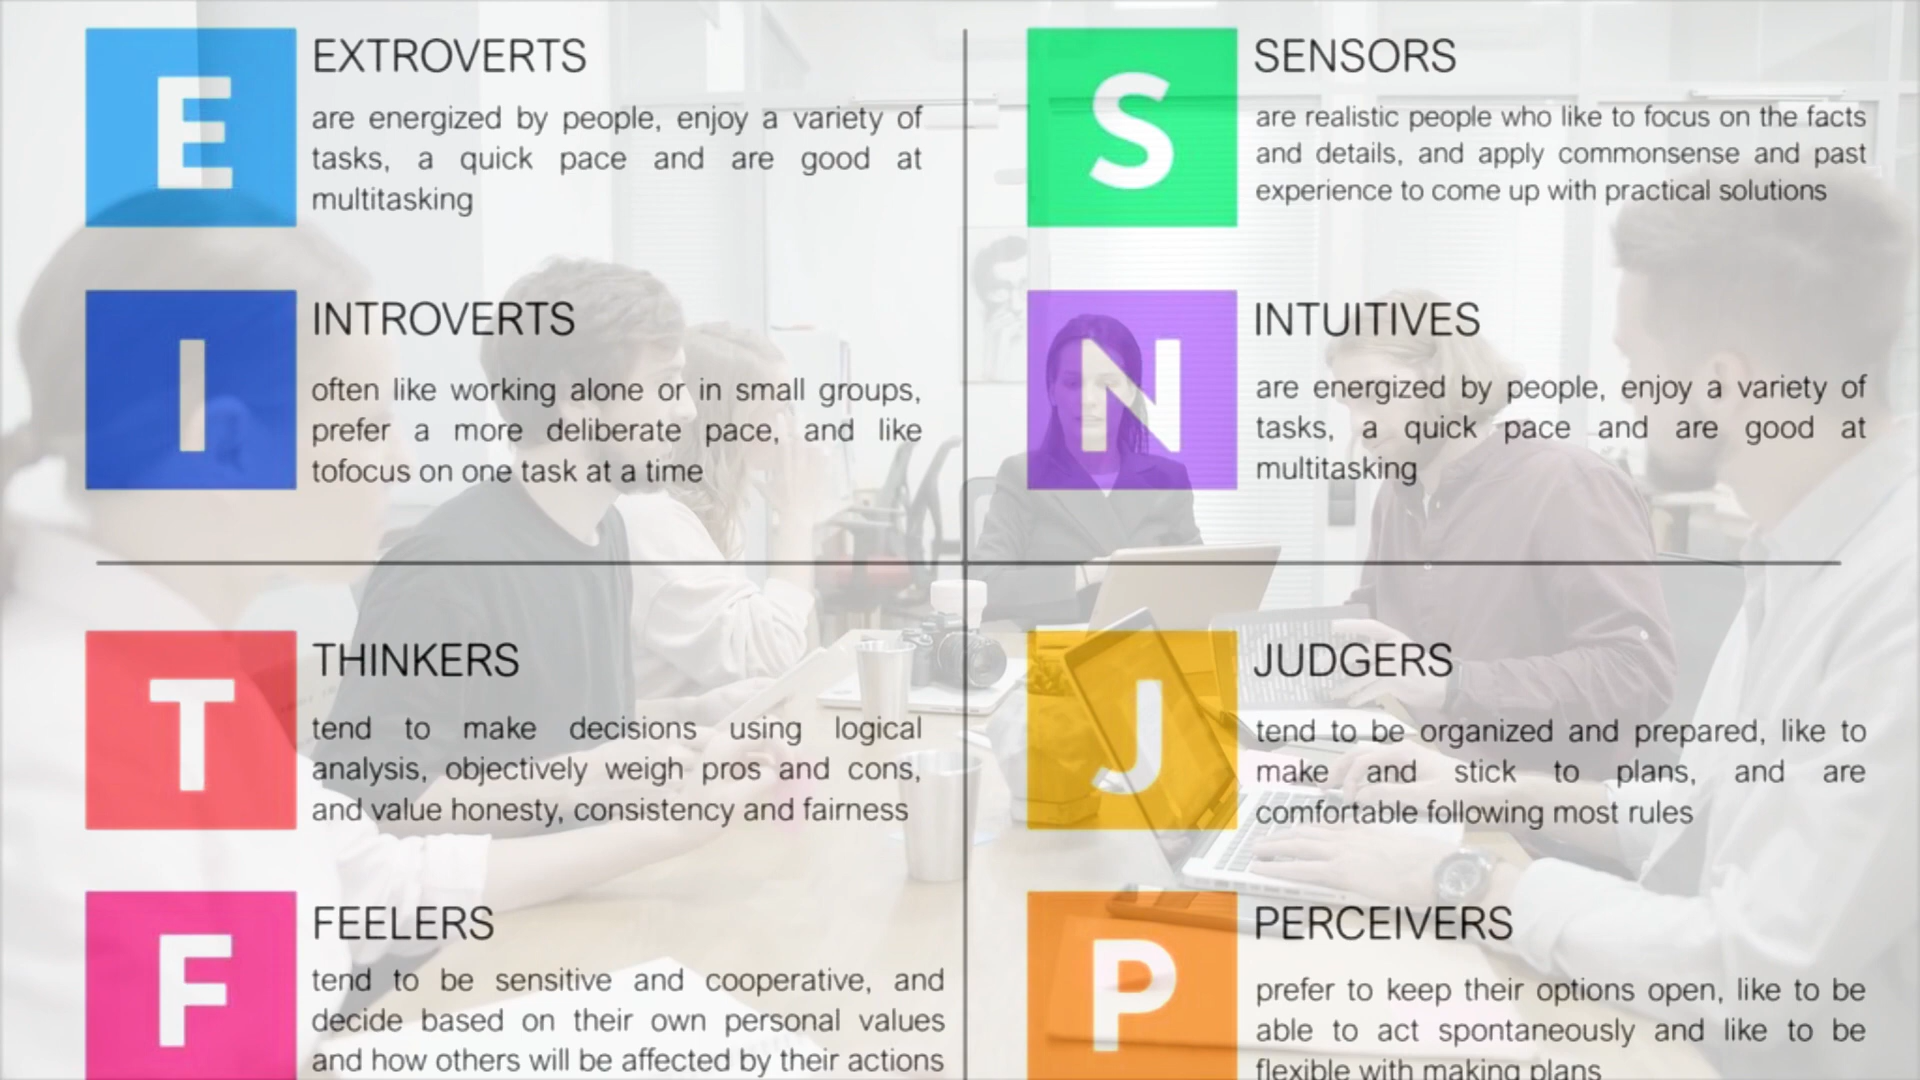 E
EXTROVERTS
are energized by people, enjoy a variety of
tasks, a quick pace and are good at
multitasking
I
INTROVERTS
often like working alone or in small groups,
prefer a more deliberate pace, and like
tofocus on one task at a time
S
SENSORS
are realistic people who like to focus on the facts
and details, and apply commonsense and past
experience to come up with practical solutions
N
INTUITIVES
are energized by people, enjoy a variety of
tasks, a quick pace and are good at
multitasking
T
THINKERS
tend to make decisions using logical
analysis, objectively weigh pros and cons,
and value honesty, consistency and fairness
F
FEELERS
tend to be sensitive and cooperative, and
decide based on their own personal values
and how others will be affected by their actions
J
JUDGERS
tend to be organized and prepared, like to
make and stick to plans, and are
comfortable following most rules
P
PERCEIVERS
prefer to keep their options open, like to be
able to act spontaneously and like to be
flexible with making plans